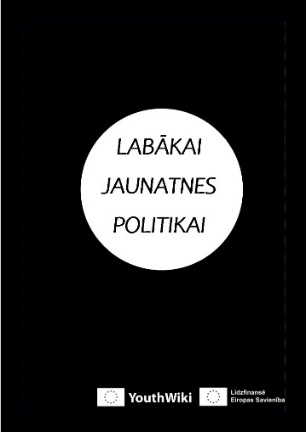 LABĀKAI
JAUNATNES
POLITIKAI
YouthWiki
Līdzfinansē
Eiropas Savienība